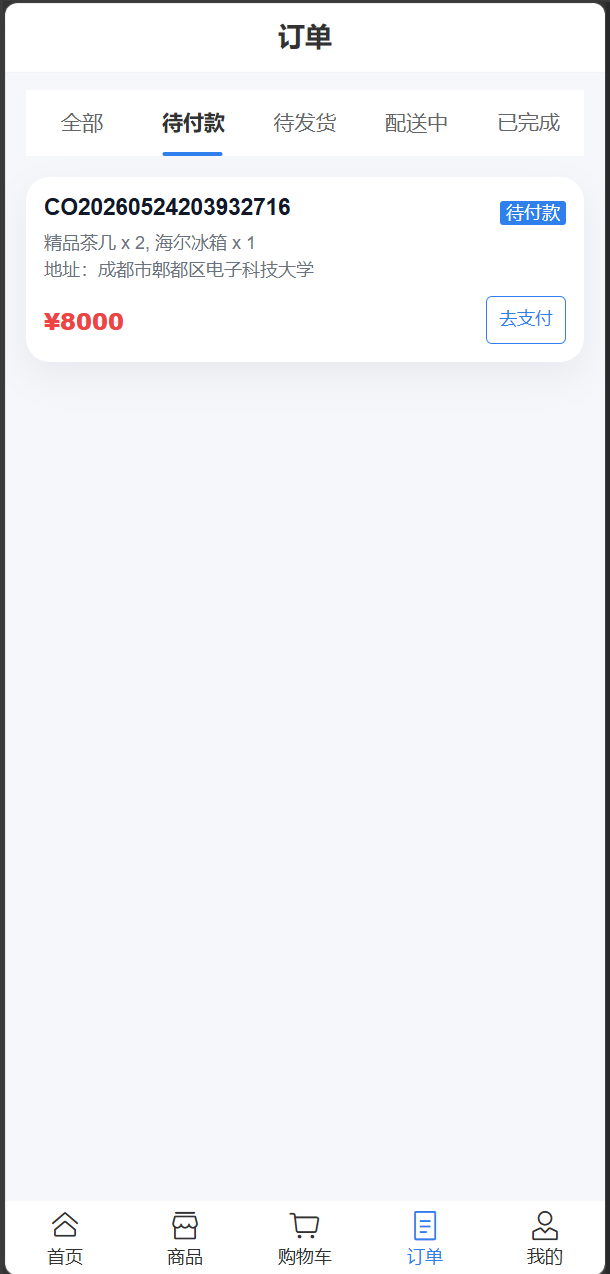 订单
全部 待付款 待发货 配送中 已完成
CO20260524203932716 待付款
精品茶几 x 2, 海尔冰箱 x 1
地址：成都市郫都区电子科技大学
¥8000 去支付
首页 商品 购物车 订单 我的